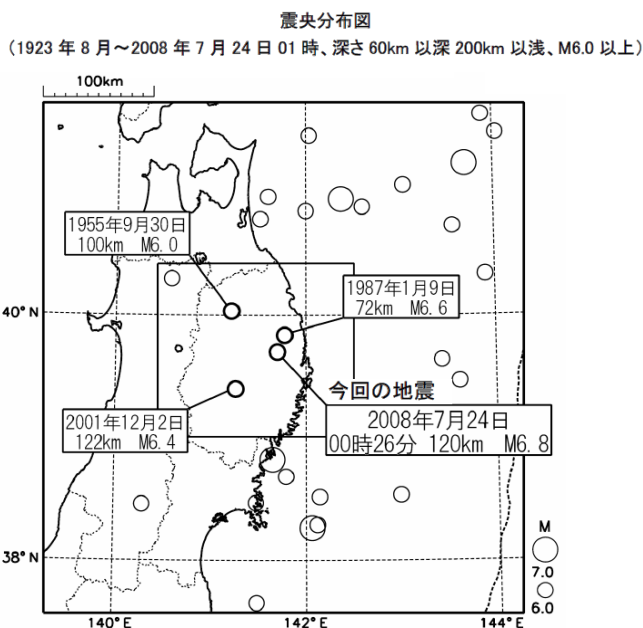 震央分布図
（1923 年 8 月～2008 年 7 月 24 日 01 時、深さ 60km 以深 200km 以浅、M6.0 以上）
100km
1955年9月30日
100km M6.0
1987年1月9日
72km M6.6
40°N
今回の地震
2008年7月24日
00時26分 120km M6.8
2001年12月2日
122km M6.4
M
7.0
6.0
38°N
140°E
142°E
144°E